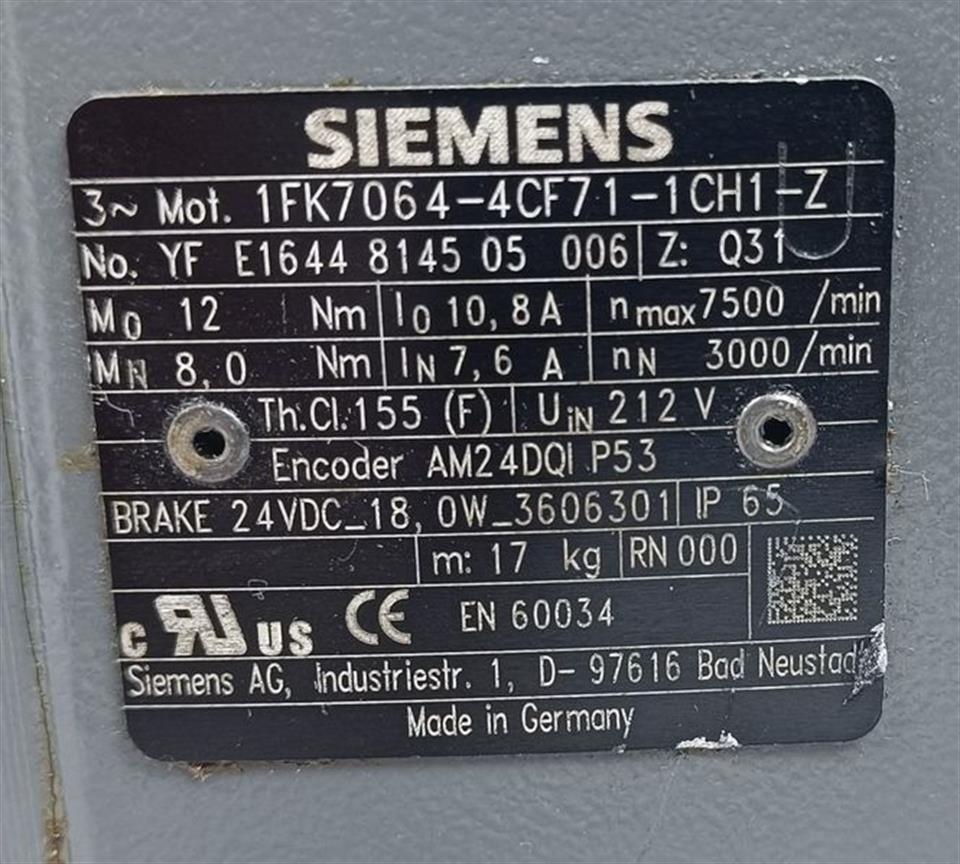 SIEMENS
3~ Mot. 1FK7064-4CF71-1CH1-Z
No. YF E1644 8145 05 006 Z: Q31
M0 12 Nm I0 10,8 A nmax 7500 /min
MN 8,0 Nm IN 7,6 A nN 3000/min
Th.Cl.155 (F) UiN 212 V
Encoder AM24DQI P53
BRAKE 24VDC_18,0W_3606301 IP 65
m: 17 kg RN 000
c RU US CE EN 60034
Siemens AG, Industriestr. 1, D-97616 Bad Neustad
Made in Germany